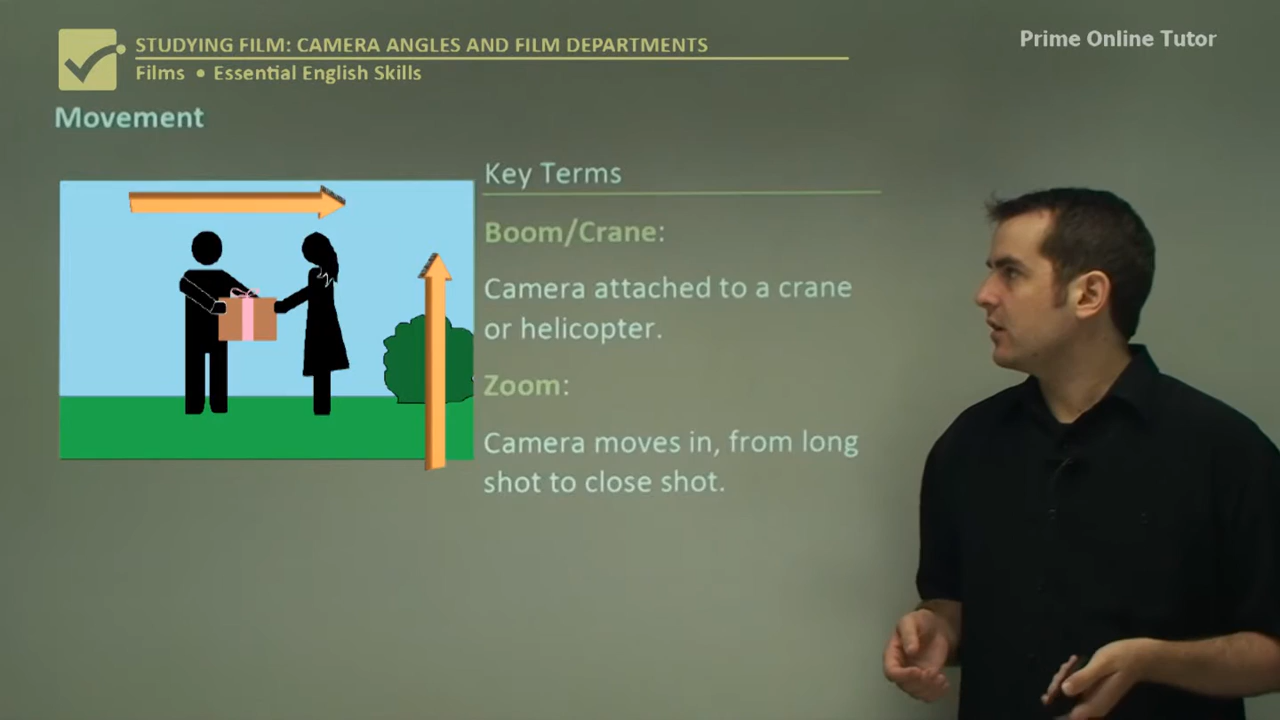 STUDYING FILM: CAMERA ANGLES AND FILM DEPARTMENTS
Films • Essential English Skills
Prime Online Tutor
Movement
Key Terms
Boom/Crane:
Camera attached to a crane
or helicopter.
Zoom:
Camera moves in, from long
shot to close shot.